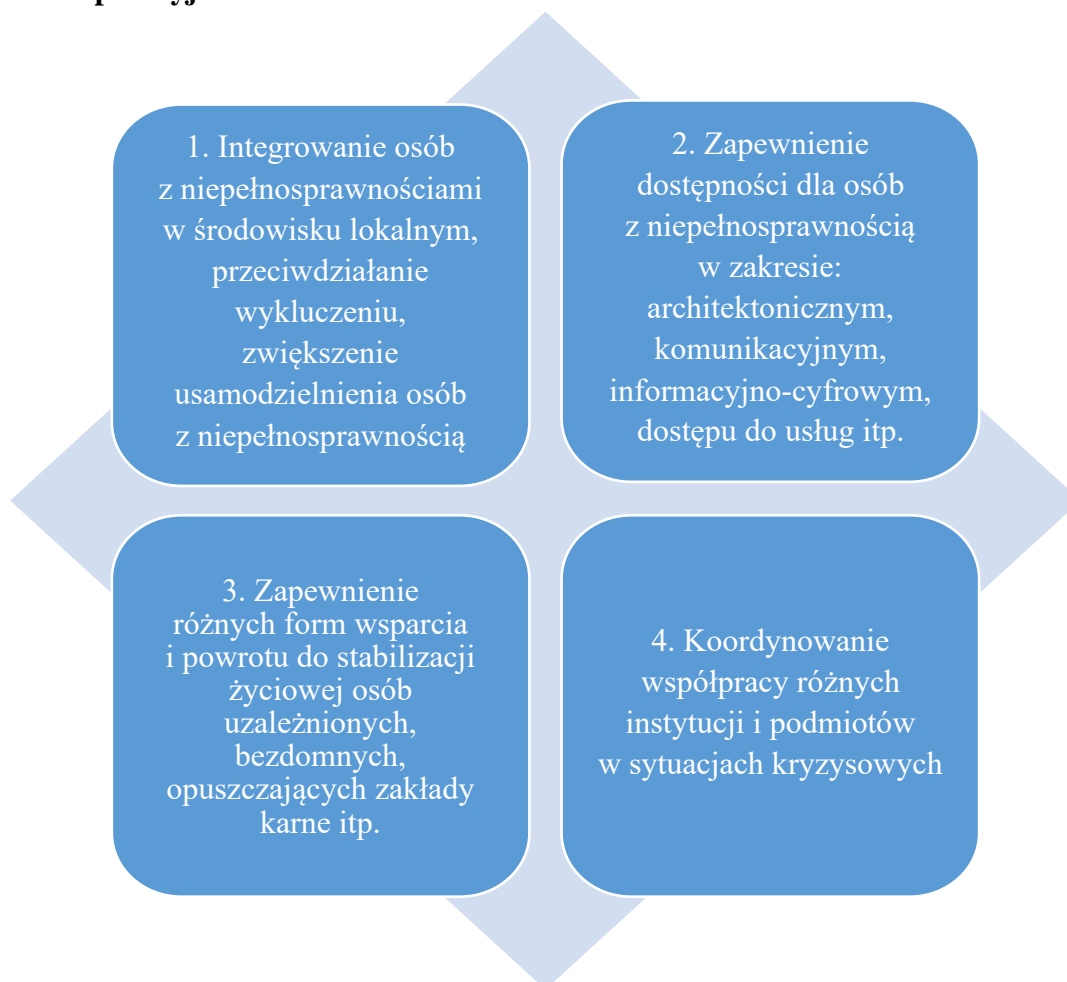 1. Integrowanie osób
z niepełnosprawnościami
w środowisku lokalnym,
przeciwdziałanie
wykluczeniu,
zwiększenie
usamodzielnienia osób
z niepełnosprawnością
2. Zapewnienie
dostępności dla osób
z niepełnosprawnością
w zakresie:
architektonicznym,
komunikacyjnym,
informacyjno-cyfrowym,
dostępu do usług itp.
3. Zapewnienie
różnych form wsparcia
i powrotu do stabilizacji
życiowej osób
uzależnionych,
bezdomnych,
opuszczających zakłady
karne itp.
4. Koordynowanie
współpracy różnych
instytucji i podmiotów
w sytuacjach kryzysowych